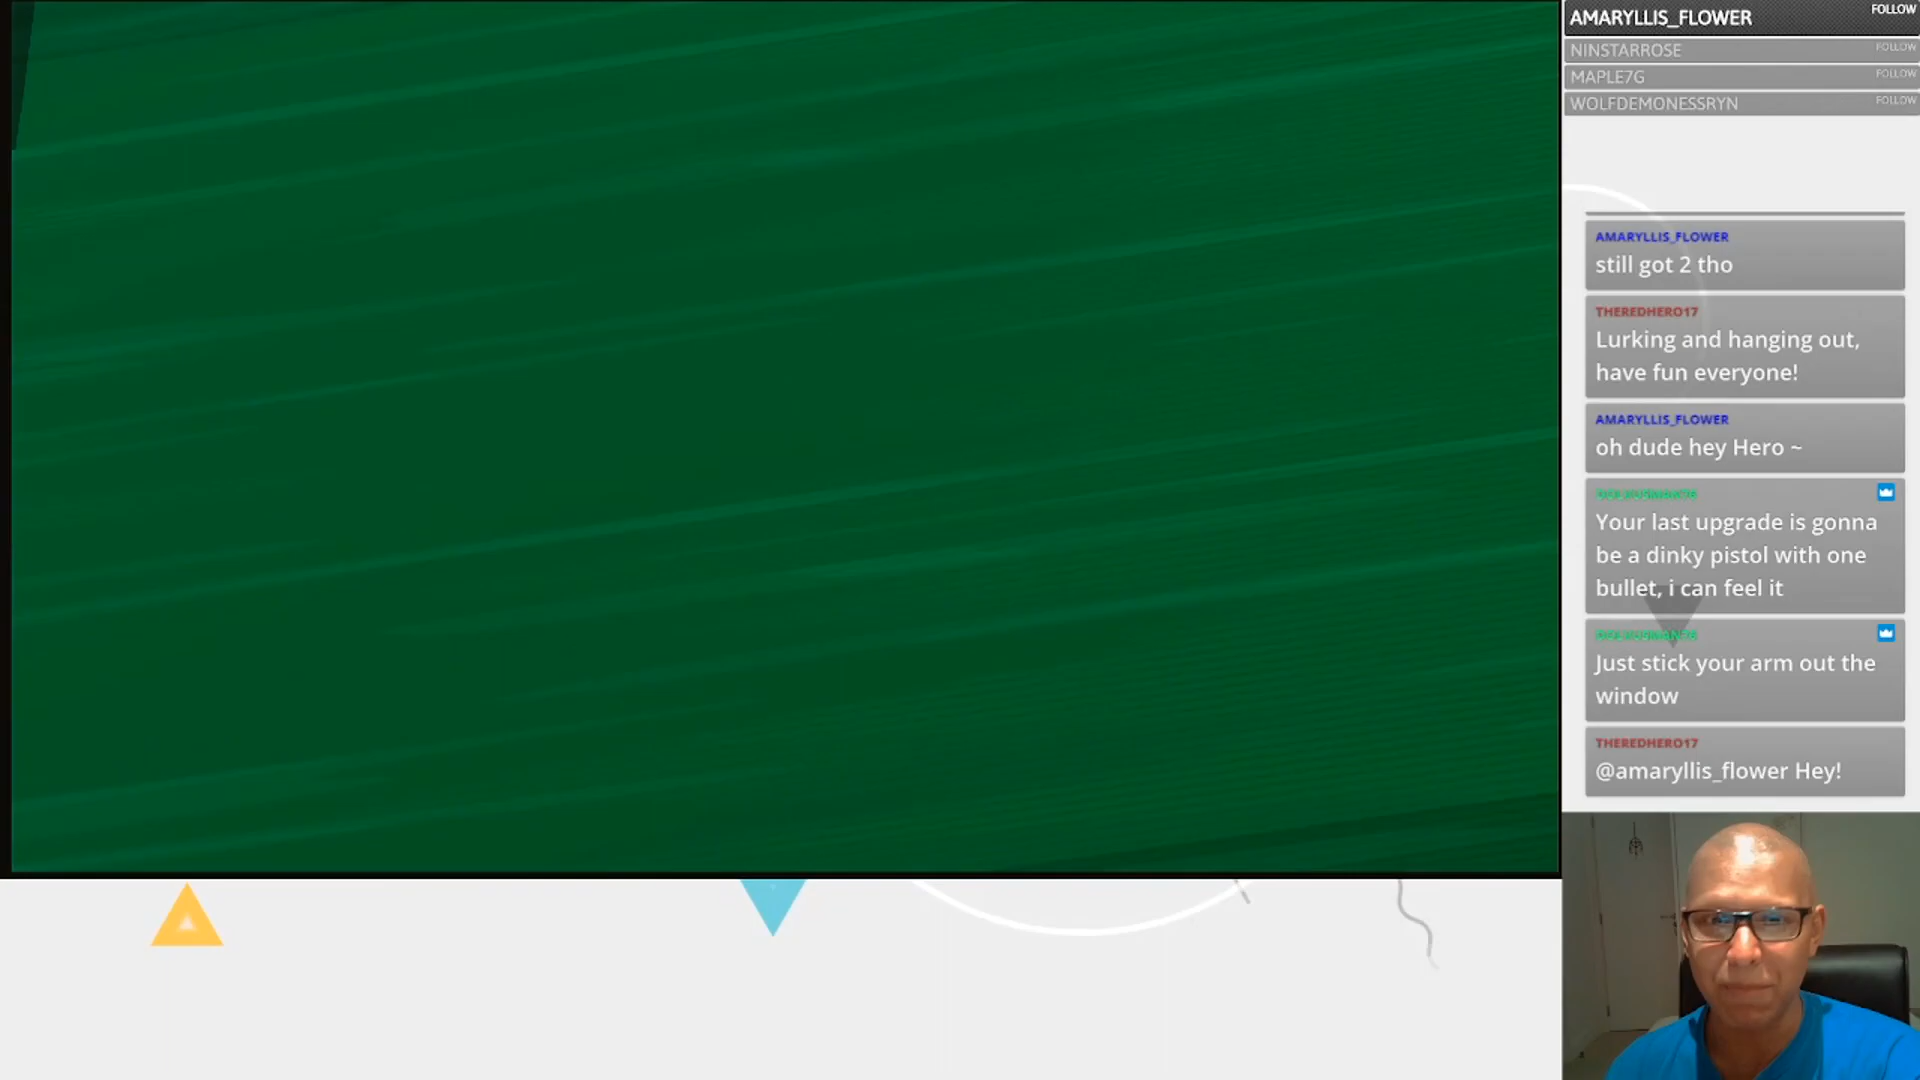 AMARYLLIS_FLOWER FOLLOW
NINSTARROSE FOLLOW
MAPLE7G FOLLOW
WOLFDEMONESSRYN FOLLOW
AMARYLLIS_FLOWER
still got 2 tho
THEREDHERO17
Lurking and hanging out,
have fun everyone!
AMARYLLIS_FLOWER
oh dude hey Hero ~
Your last upgrade is gonna
be a dinky pistol with one
bullet, i can feel it
Just stick your arm out the
window
THEREDHERO17
@amaryllis_flower Hey!